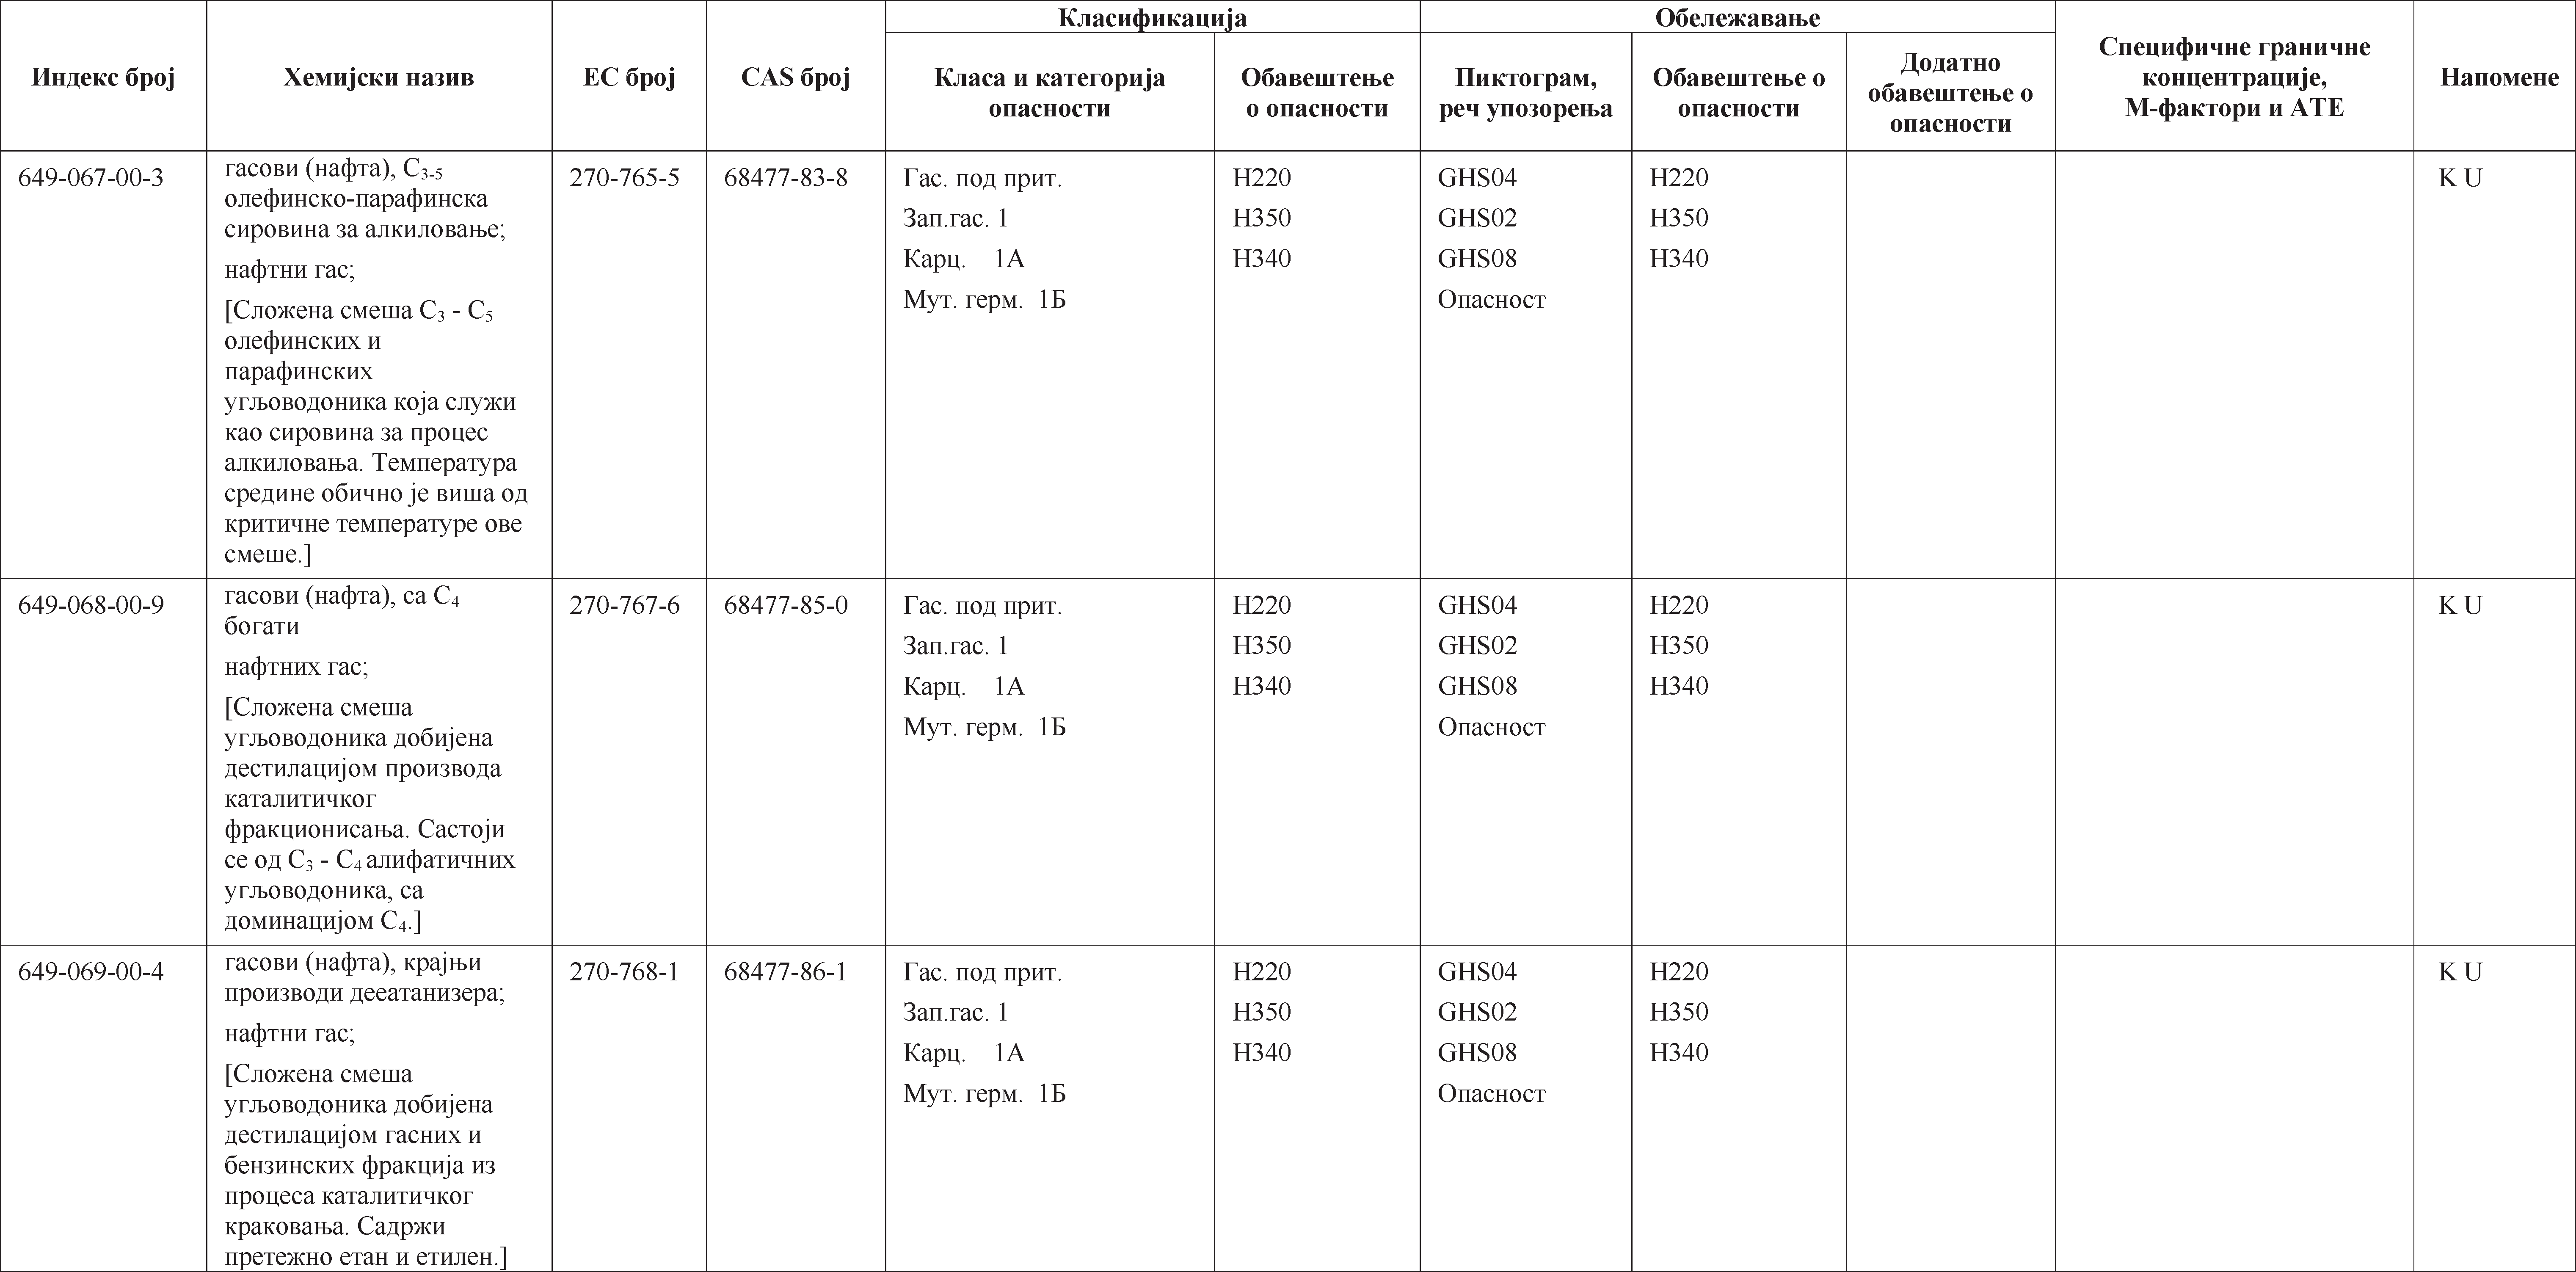 Класификација
Обележавање
Индекс број
Хемијски назив
ЕС број
CAS број
Класа и категорија
опасности
Обавештење
о опасности
Пиктограм,
реч упозорења
Обавештење о
опасности
Додатно
обавештење о
опасности
Специфичне граничне
концентрације,
М-фактори и АТЕ
Напомене
649-067-00-3
гасови (нафта), C3-5
олефинско-парафинска
сировина за алкиловање;
нафтни гас;
[Сложена смеша C3 - C5
олефинских и
парафинских
угљоводоника која служи
као сировина за процес
алкиловања. Температура
средине обично је виша од
критичне температуре ове
смеше.]
270-765-5
68477-83-8
Гас. под прит.
Зап.гас. 1
Карц. 1А
Мут. герм. 1Б
H220
H350
H340
GHS04
GHS02
GHS08
Опасност
H220
H350
H340
K U
649-068-00-9
гасови (нафта), са C4
богати
нафтних гас;
[Сложена смеша
угљоводоника добијена
дестилацијом производа
каталитичког
фракционисања. Састоји
се од C3 - C4 алифатичних
угљоводоника, са
доминацијом C4.]
270-767-6
68477-85-0
Гас. под прит.
Зап.гас. 1
Карц. 1А
Мут. герм. 1Б
H220
H350
H340
GHS04
GHS02
GHS08
Опасност
H220
H350
H340
K U
649-069-00-4
гасови (нафта), крајњи
производи дееатанизера;
нафтни гас;
[Сложена смеша
угљоводоника добијена
дестилацијом гасних и
бензинских фракција из
процеса каталитичког
краковања. Садржи
претежно етан и етилен.]
270-768-1
68477-86-1
Гас. под прит.
Зап.гас. 1
Карц. 1А
Мут. герм. 1Б
H220
H350
H340
GHS04
GHS02
GHS08
Опасност
H220
H350
H340
K U